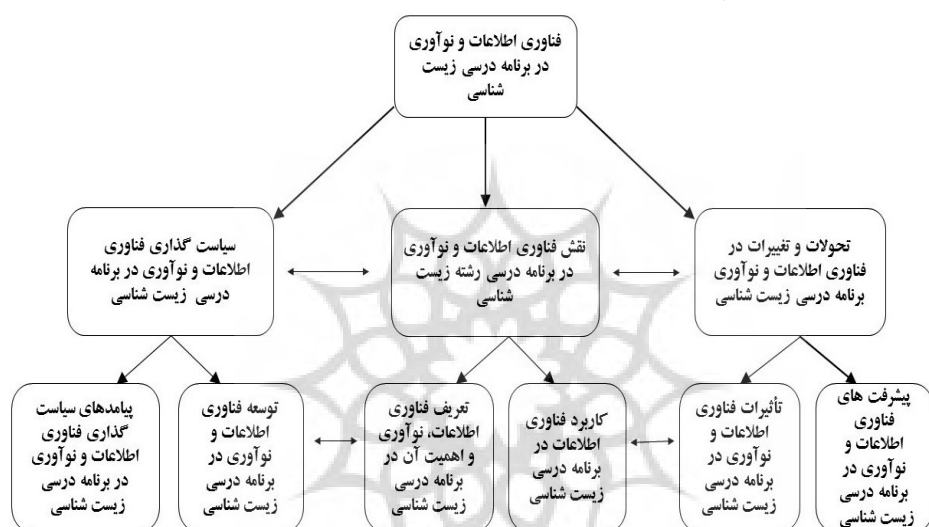 فناوری اطلاعات و نوآوری
در برنامه درسی زیست
شناسی
تحولات و تغییرات در
فناوری اطلاعات و نوآوری
برنامه درسی زیست شناسی
نقش فناوری اطلاعات و نوآوری
در برنامه درسی رشته زیست
شناسی
سیاست گذاری فناوری
اطلاعات و نوآوری در برنامه
درسی زیست شناسی
پیشرفت های
فناوری
اطلاعات و
نوآوری در
برنامه درسی
زیست شناسی
تأثیرات فناوری
اطلاعات و
نوآوری در
برنامه درسی
زیست شناسی
کاربرد فناوری
اطلاعات در
برنامه درسی
زیست شناسی
تعریف فناوری
اطلاعات، نوآوری
و اهمیت آن در
برنامه درسی
زیست شناسی
توسعه فناوری
اطلاعات و
نوآوری در
برنامه درسی
زیست شناسی
پیامدهای سیاست
گذاری فناوری
اطلاعات و نوآوری
در برنامه درسی
زیست شناسی